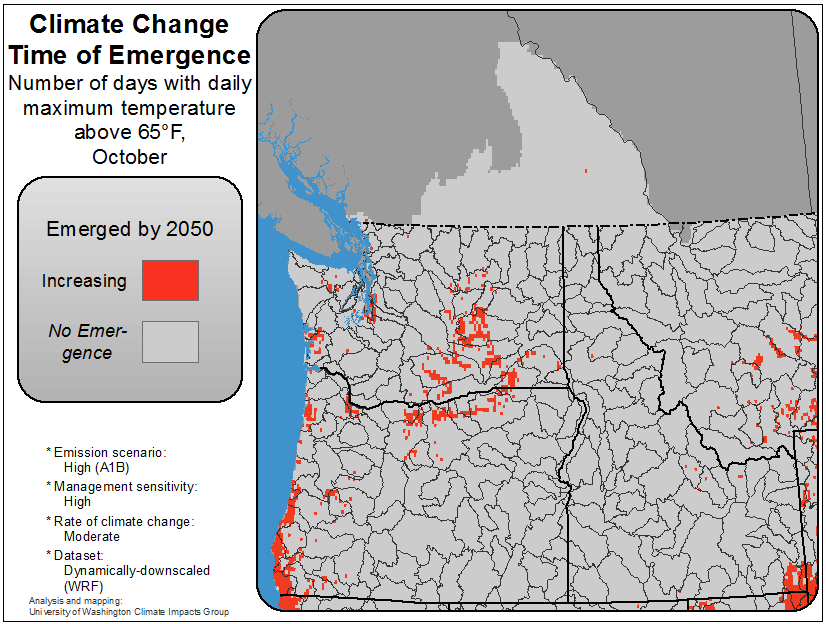 Climate Change
Time of Emergence
Number of days with daily
maximum temperature
above 65°F,
October
Emerged by 2050
Increasing
No Emer-
gence
* Emission scenario:
High (A1B)
* Management sensitivity:
High
* Rate of climate change:
Moderate
* Dataset:
Dynamically-downscaled
(WRF)
Analysis and mapping:
University of Washington Climate Impacts Group